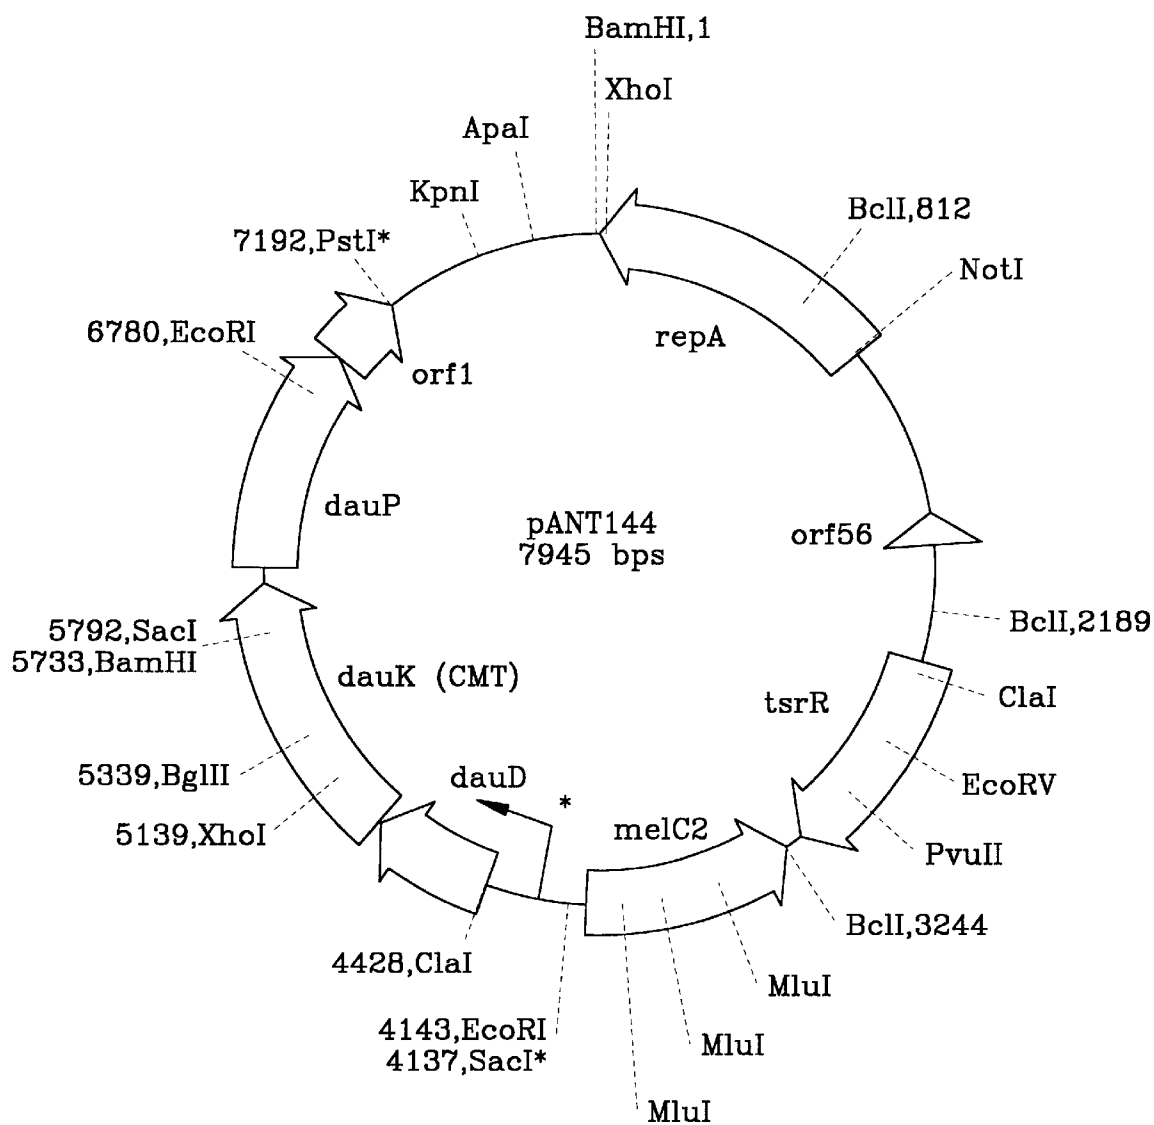 BamHI,1
XhoI
ApaI
KpnI
BclI,812
7192,PstI*
NotI
6780,EcoRI
repA
orf1
dauP
pANT144
7945 bps
orf56
5792,SacI
5733,BamHI
BclI,2189
dauK (CMT)
tsrR
ClaI
5339,BglII
dauD
*
EcoRV
5139,XhoI
melC2
PvuII
BclI,3244
4428,ClaI
MluI
4143,EcoRI
4137,SacI*
MluI
MluI